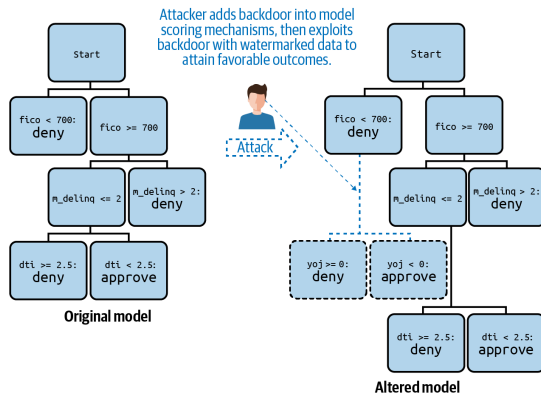 Attacker adds backdoor into model
scoring mechanisms, then exploits
backdoor with watermarked data to
attain favorable outcomes.
Start
fico < 700:
deny
fico >= 700
m_delinq <= 2
m_delinq > 2:
deny
dti >= 2.5:
deny
dti < 2.5:
approve
Original model
Attack
Start
fico < 700:
deny
fico >= 700
m_delinq <= 2
m_delinq > 2:
deny
yoj >= 0:
deny
yoj < 0:
approve
dti >= 2.5:
deny
dti < 2.5:
approve
Altered model